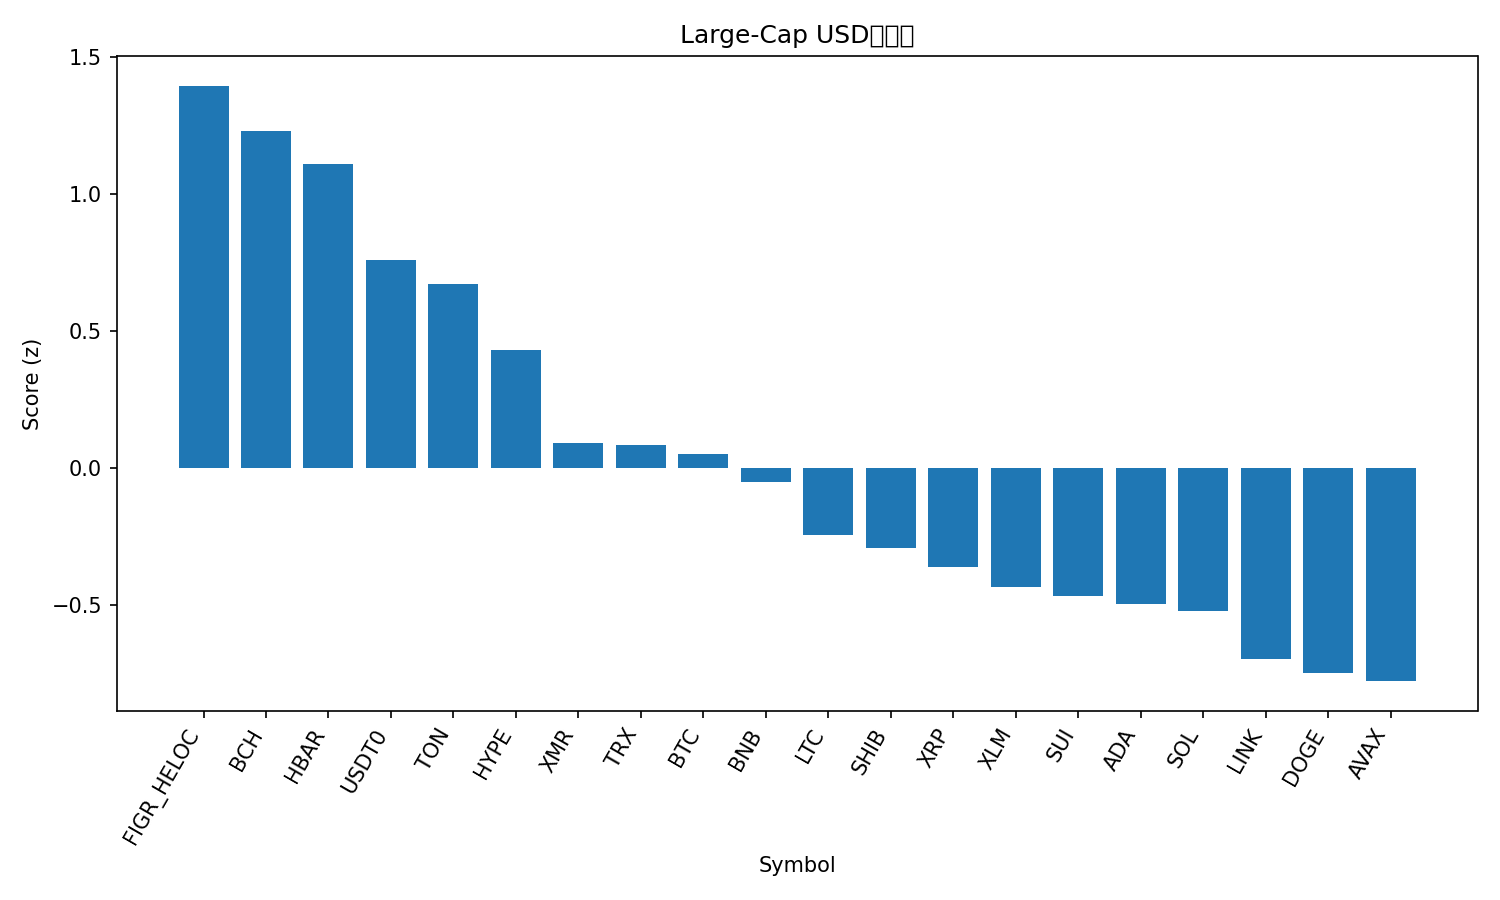 Large-Cap USD
1.5
1.0
0.5
0.0
−0.5
Score (z)
FIGR_HELOC
BCH
HBAR
USDT0
TON
HYPE
XMR
TRX
BTC
BNB
LTC
SHIB
XRP
XLM
SUI
ADA
SOL
LINK
DOGE
AVAX
Symbol